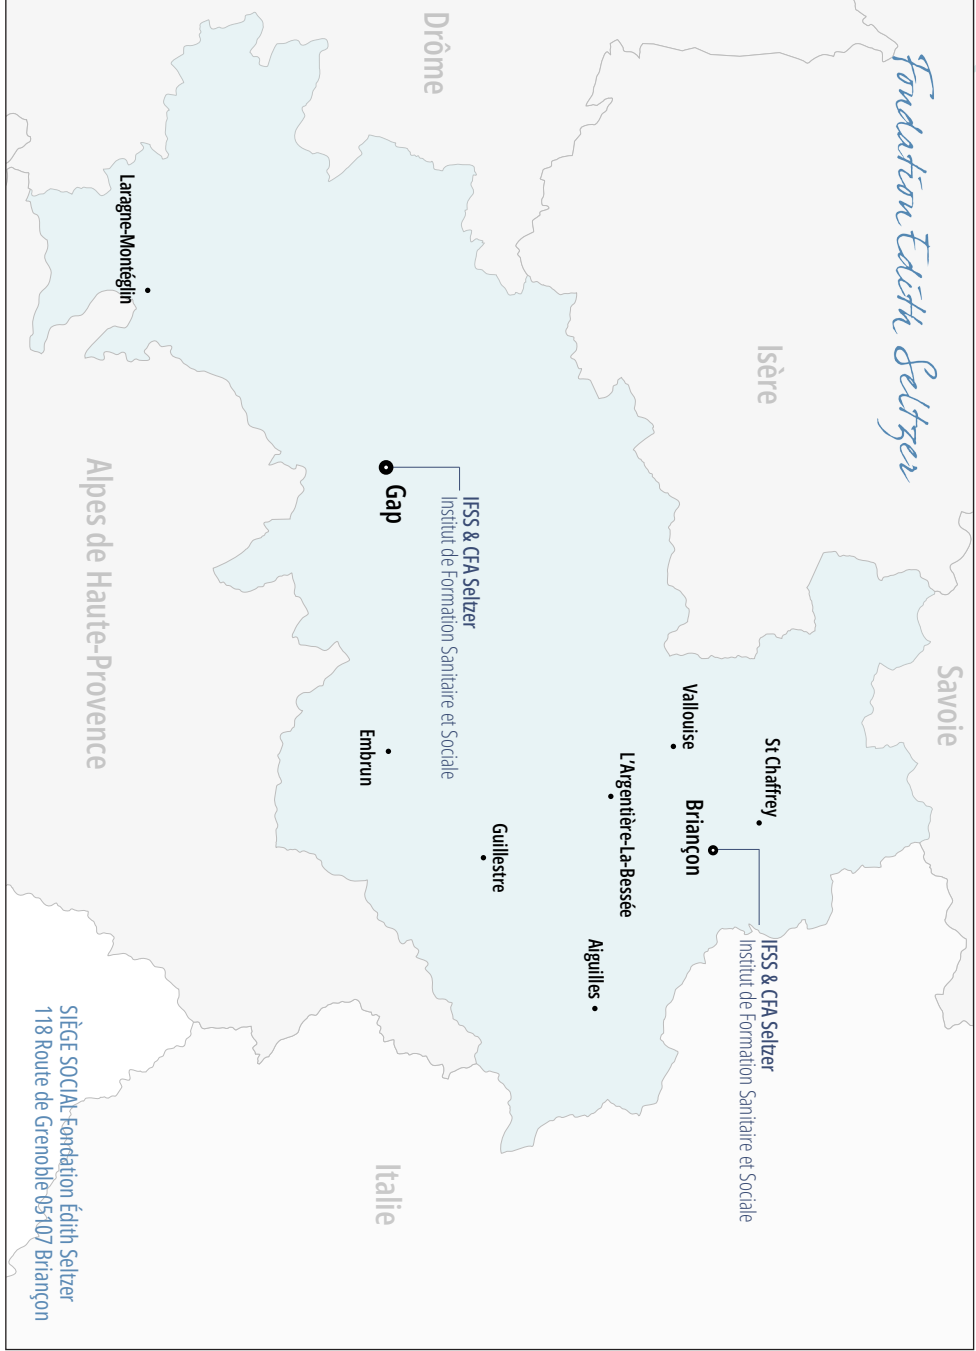 Fondation Edith Seltzer
Savoie
Isère
Drôme
St Chaffrey
IFSS & CFA Seltzer
Institut de Formation Sanitaire et Sociale
Vallouise
Briançon
L'Argentière-La-Bessée
Aiguilles
Guillestre
IFSS & CFA Seltzer
Institut de Formation Sanitaire et Sociale
Gap
Embrun
Italie
Laragne-Montéglin
Alpes de Haute-Provence
SIÈGE SOCIAL Fondation Édith Seltzer
118 Route de Grenoble 05107 Briançon